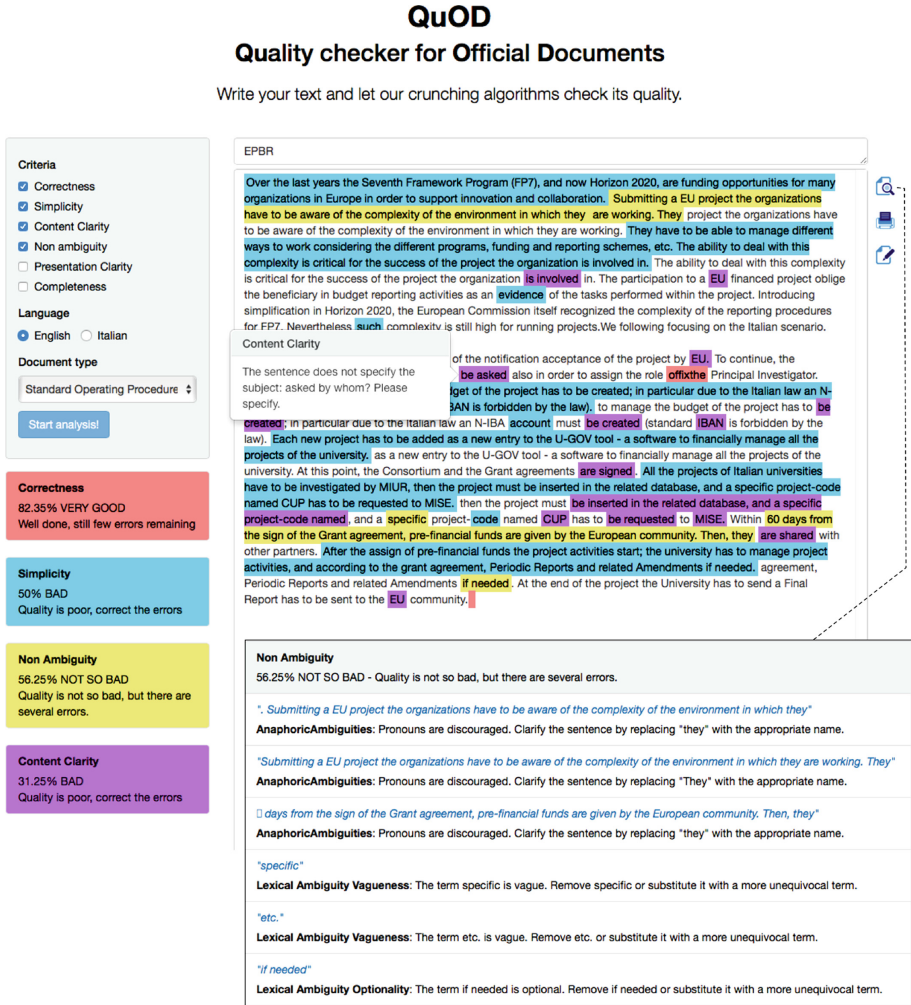 QuOD
Quality checker for Official Documents
Write your text and let our crunching algorithms check its quality.
Criteria
Correctness
Simplicity
Content Clarity
Non ambiguity
Presentation Clarity
Completeness
Language
English Italian
Document type
Standard Operating Procedure
Start analysis!
Correctness
82.35% VERY GOOD
Well done, still few errors remaining
Simplicity
50% BAD
Quality is poor, correct the errors
Non Ambiguity
56.25% NOT SO BAD
Quality is not so bad, but there are
several errors.
Content Clarity
31.25% BAD
Quality is poor, correct the errors
EPBR
Over the last years the Seventh Framework Program (FP7), and now Horizon 2020, are funding opportunities for many
organizations in Europe in order to support innovation and collaboration. Submitting a EU project the organizations
have to be aware of the complexity of the environment in which they are working. They project the organizations have
to be aware of the complexity of the environment in which they are working. They have to be able to manage different
ways to work considering the different programs, funding and reporting schemes, etc. The ability to deal with this
complexity is critical for the success of the project the organization is involved in. The ability to deal with this complexity
is critical for the success of the project the organization is involved in. The participation to a EU financed project oblige
the beneficiary in budget reporting activities as an evidence of the tasks performed within the project. Introducing
simplification in Horizon 2020, the European Commission itself recognized the complexity of the reporting procedures
for FP7. Nevertheless such complexity is still high for running projects.We following focusing on the Italian scenario.
Content Clarity
The sentence does not specify the
subject: asked by whom? Please
specify.
of the notification acceptance of the project by EU. To continue, the
be asked also in order to assign the role offixthe Principal Investigator.
dget of the project has to be created; in particular due to the Italian law an N-
BAN is forbidden by the law). to manage the budget of the project has to be
created; in particular due to the Italian law an N-IBA account must be created (standard IBAN is forbidden by the
law). Each new project has to be added as a new entry to the U-GOV tool - a software to financially manage all the
projects of the university. as a new entry to the U-GOV tool - a software to financially manage all the projects of the
university. At this point, the Consortium and the Grant agreements are signed. All the projects of Italian universities
have to be investigated by MIUR, then the project must be inserted in the related database, and a specific project-code
named CUP has to be requested to MISE. then the project must be inserted in the related database, and a specific
project-code named, and a specific project- code named CUP has to be requested to MISE. Within 60 days from
the sign of the Grant agreement, pre-financial funds are given by the European community. Then, they are shared with
other partners. After the assign of pre-financial funds the project activities start; the university has to manage project
activities, and according to the grant agreement, Periodic Reports and related Amendments if needed. agreement,
Periodic Reports and related Amendments if needed. At the end of the project the University has to send a Final
Report has to be sent to the EU community.
Non Ambiguity
56.25% NOT SO BAD - Quality is not so bad, but there are several errors.
". Submitting a EU project the organizations have to be aware of the complexity of the environment in which they"
AnaphoricAmbiguities: Pronouns are discouraged. Clarify the sentence by replacing "they" with the appropriate name.
"Submitting a EU project the organizations have to be aware of the complexity of the environment in which they are working. They"
AnaphoricAmbiguities: Pronouns are discouraged. Clarify the sentence by replacing "They" with the appropriate name.
days from the sign of the Grant agreement, pre-financial funds are given by the European community. Then, they"
AnaphoricAmbiguities: Pronouns are discouraged. Clarify the sentence by replacing "they" with the appropriate name.
"specific"
Lexical Ambiguity Vagueness: The term specific is vague. Remove specific or substitute it with a more unequivocal term.
"etc."
Lexical Ambiguity Vagueness: The term etc. is vague. Remove etc. or substitute it with a more unequivocal term.
"if needed"
Lexical Ambiguity Optionality: The term if needed is optional. Remove if needed or substitute it with a more unequivocal term.